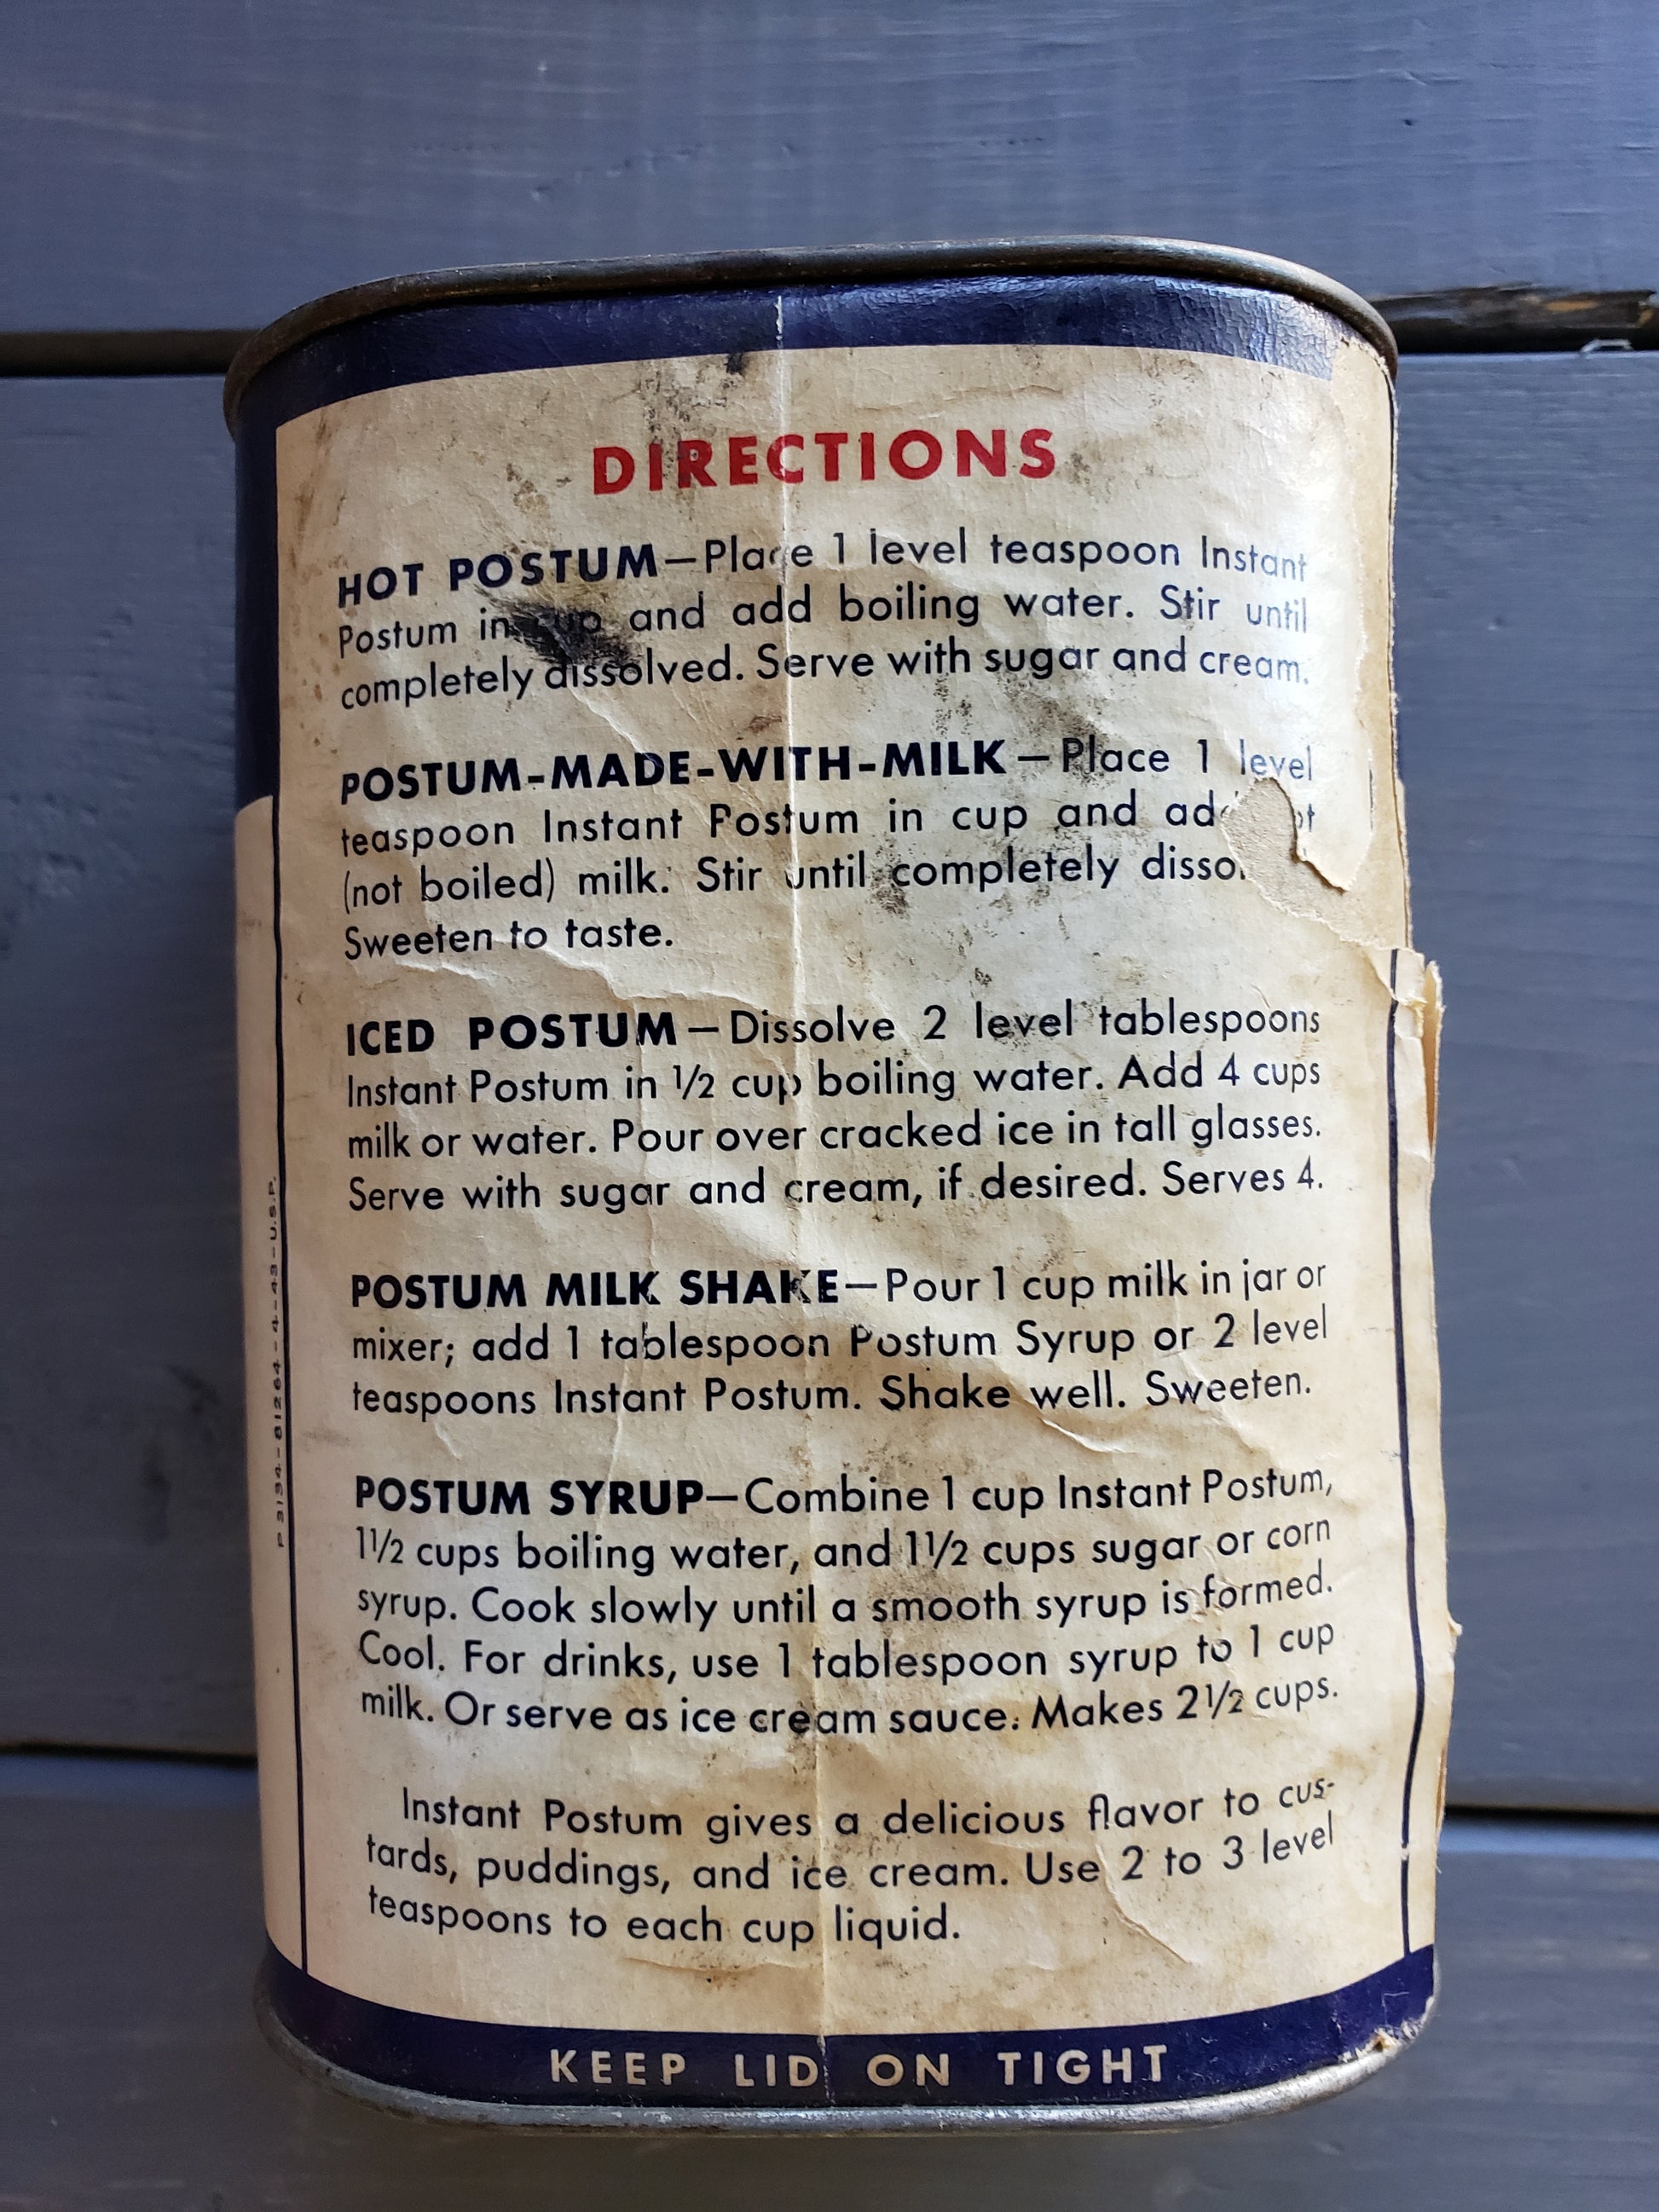 DIRECTIONS
HOT POSTUM—Place 1 level teaspoon Instant
Postum in cup and add boiling water. Stir until
completely dissolved. Serve with sugar and cream.
POSTUM-MADE-WITH-MILK—Place 1 level
teaspoon Instant Postum in cup and add
(not boiled) milk. Stir until completely
Sweeten to taste.
ICED POSTUM—Dissolve 2 level tablespoons
Instant Postum in ½ cup boiling water. Add 4 cups
milk or water. Pour over cracked ice in tall glasses.
Serve with sugar and cream, if desired. Serves 4.
POSTUM MILK SHAKE—Pour 1 cup milk in jar or
mixer; add 1 tablespoon Postum Syrup or 2 level
teaspoons Instant Postum. Shake well. Sweeten.
POSTUM SYRUP—Combine 1 cup Instant Postum,
1½ cups boiling water, and 1½ cups sugar or corn
syrup. Cook slowly until a smooth syrup is formed.
Cool. For drinks, use 1 tablespoon syrup to 1 cup
milk. Or serve as ice cream sauce. Makes 2½ cups.
Instant Postum gives a delicious flavor to cus-
tards, puddings, and ice cream. Use 2 to 3 level
teaspoons to each cup liquid.
KEEP LID ON TIGHT
P 3134-81264-4-43-U.S.P.